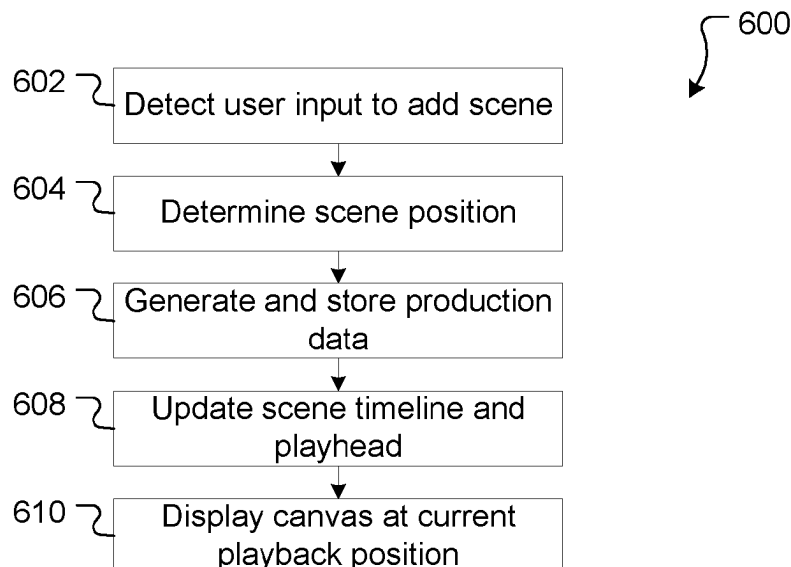 600
602
Detect user input to add scene
604
Determine scene position
606
Generate and store production
data
608
Update scene timeline and
playhead
610
Display canvas at current
playback position